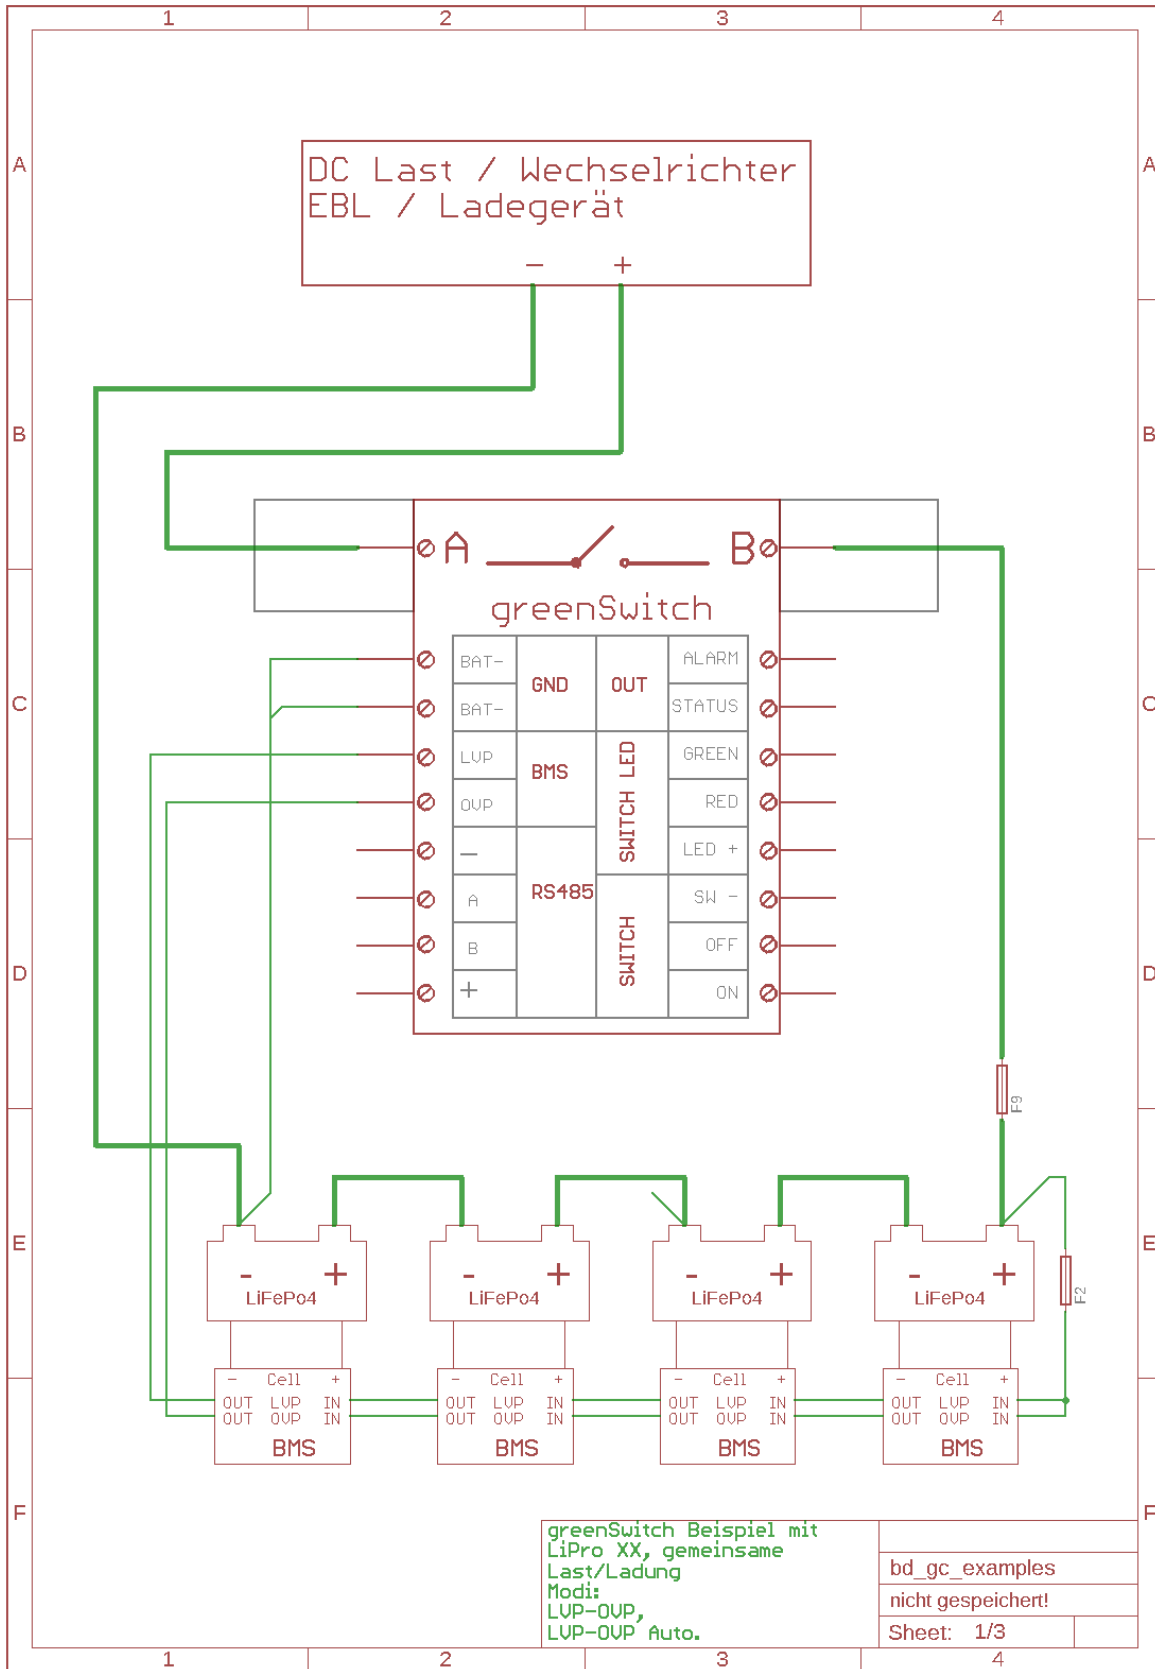 1 2 3 4
A A
DC Last / Wechselrichter
EBL / Ladegerät
- +
B B
A B
greenSwitch
BAT- GND OUT ALARM
BAT- STATUS
LVP BMS SWITCH LED GREEN
OVP RED
- RS485 LED +
A SWITCH SW -
B OFF
+ ON
C C
D D
F9
E E
- + - + - + - +
LiFePo4 LiFePo4 LiFePo4 LiFePo4
F2
- Cell + - Cell + - Cell + - Cell +
OUT LVP IN OUT LVP IN OUT LVP IN OUT LVP IN
OUT OVP IN OUT OVP IN OUT OVP IN OUT OVP IN
BMS BMS BMS BMS
F F
greenSwitch Beispiel mit
LiPro XX, gemeinsame
Last/Ladung
Modi:
LVP-OVP,
LVP-OVP Auto.
bd_gc_examples
nicht gespeichert!
Sheet: 1/3
1 2 3 4